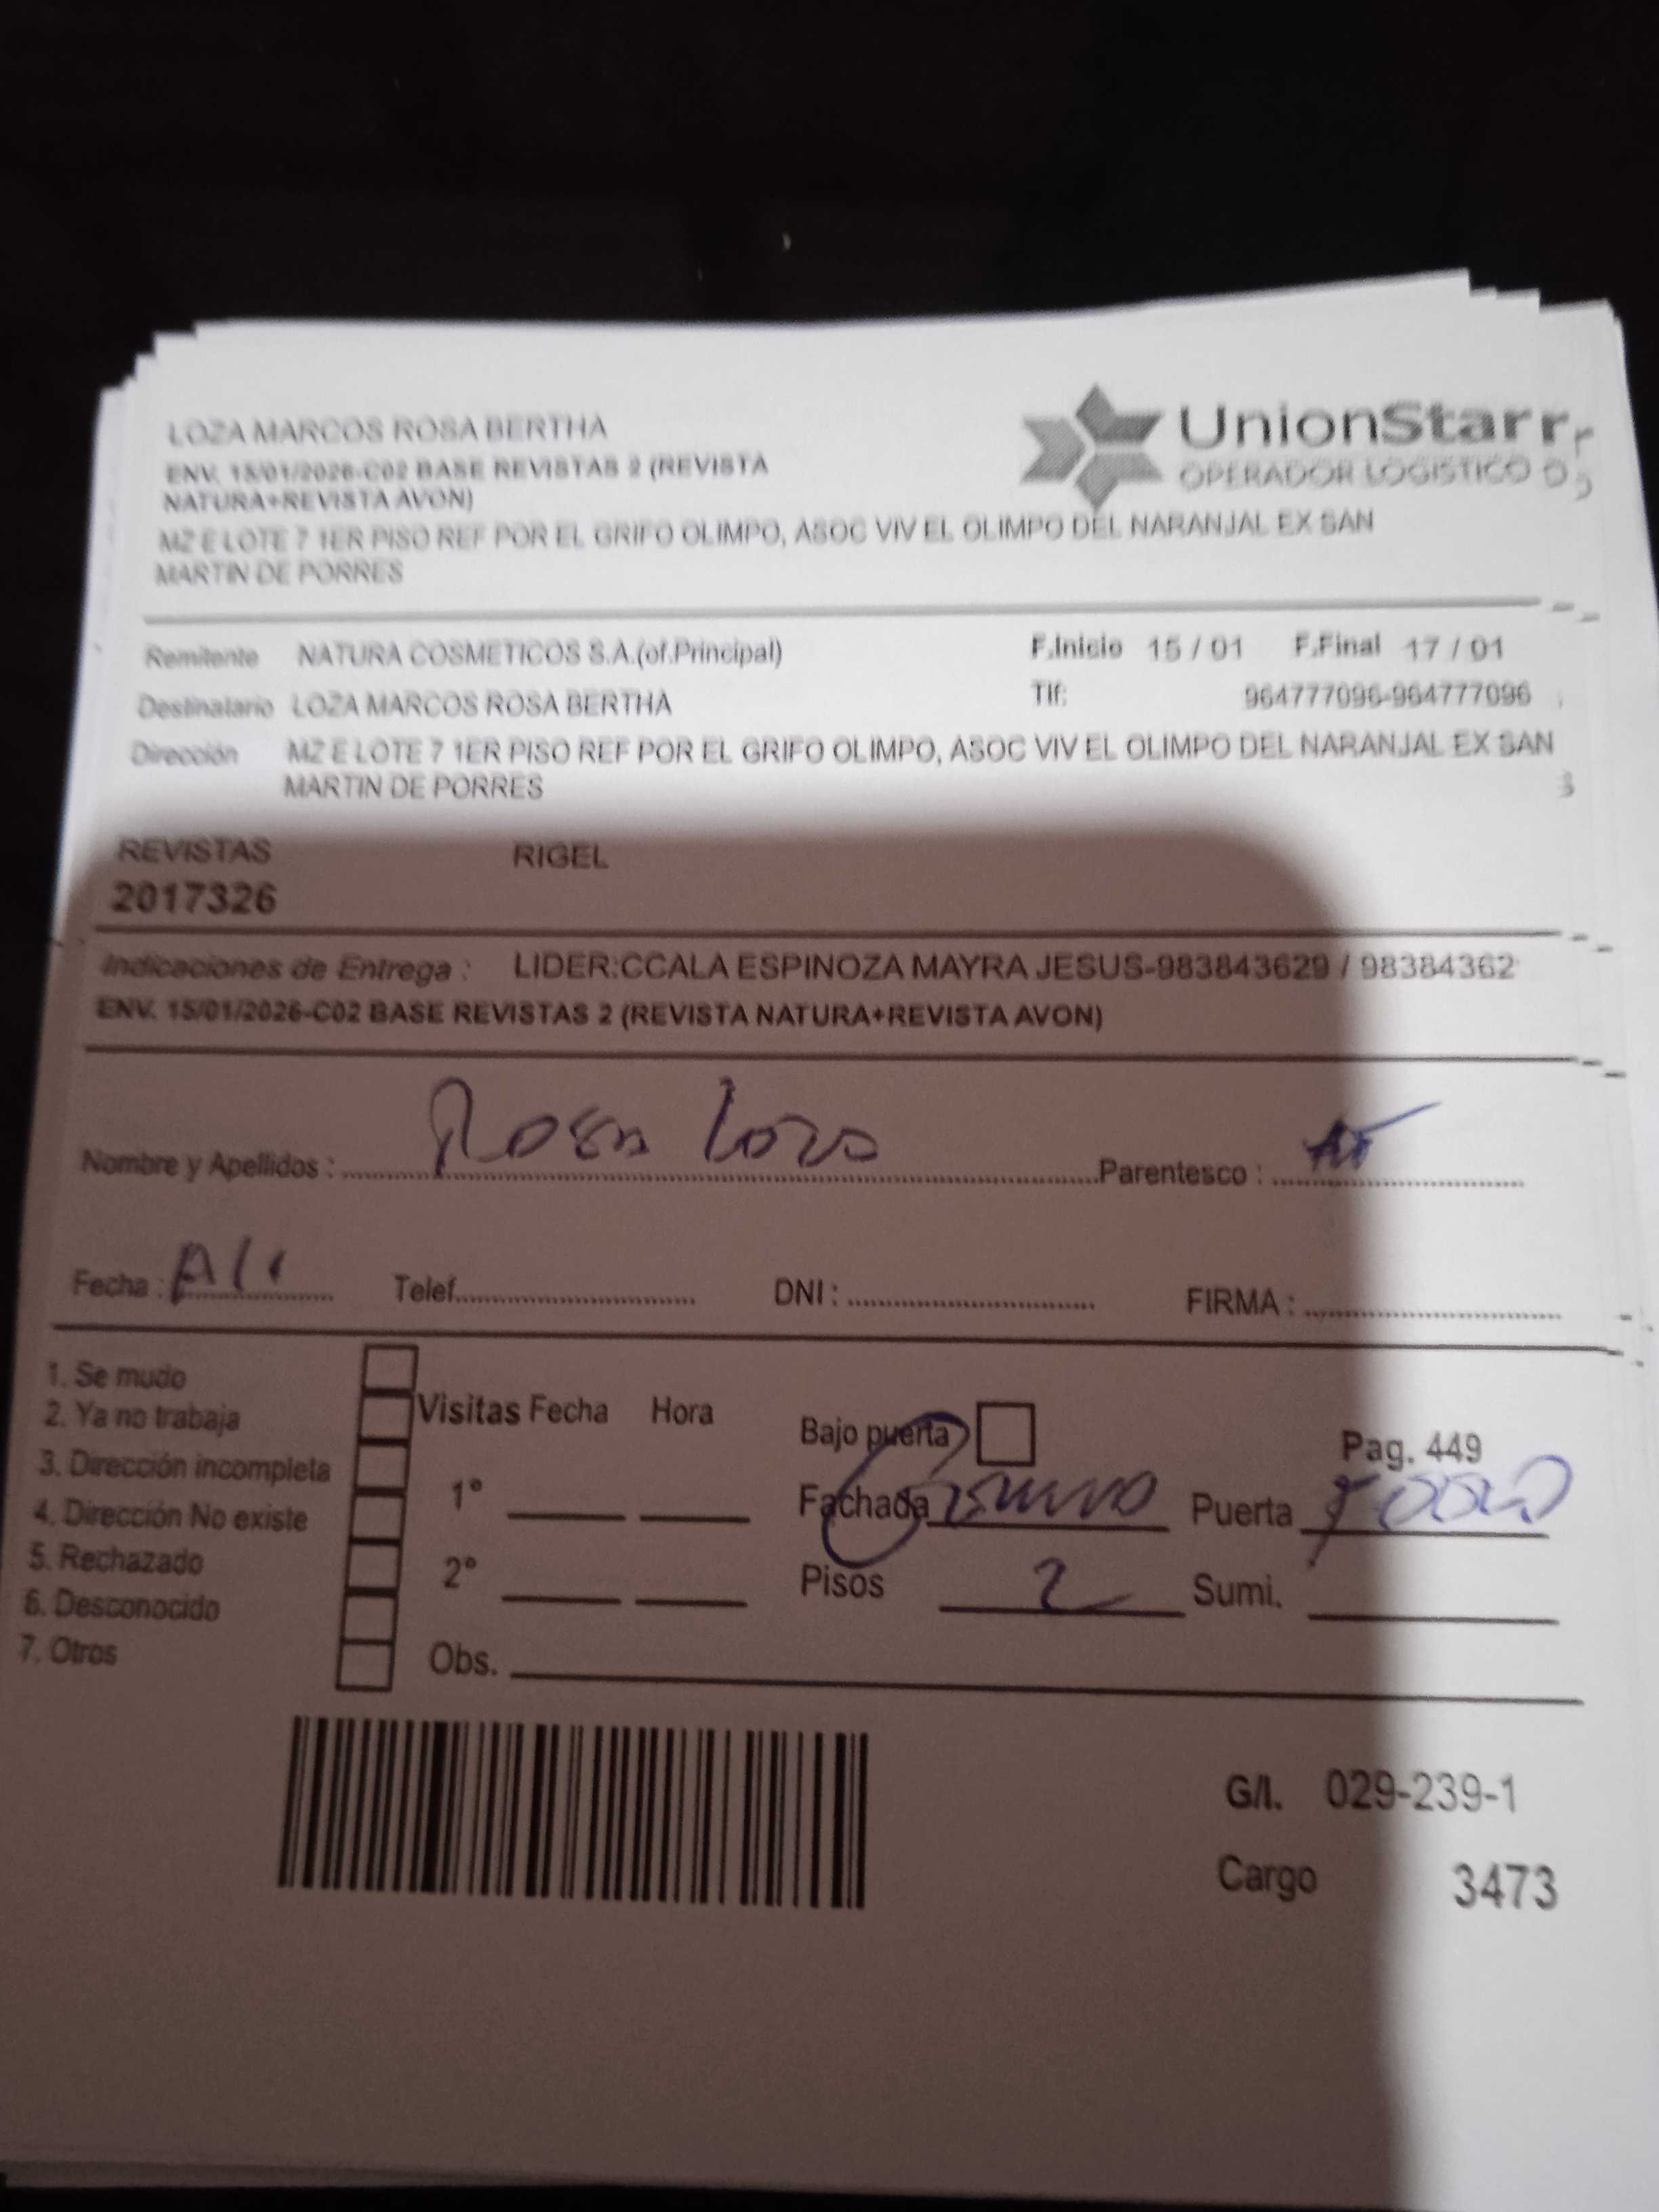 LOZA MARCOS ROSA BERTHA
UnionStar
ENV. 15/01/2026-C02 BASE REVISTAS 2 (REVISTA
NATURA+REVISTA AVON)
OPERADOR LOGISTICO
MZ E LOTE 7 1ER PISO REF POR EL GRIFO OLIMPO, ASOC VIV EL OLIMPO DEL NARANJAL EX SAN
MARTIN DE PORRES
Remitente NATURA COSMETICOS S.A.(of.Principal) F.Inicio 15 / 01 F.Final 17 / 01
Destinatario LOZA MARCOS ROSA BERTHA Tlf: 964777096-964777096
Dirección MZ E LOTE 7 1ER PISO REF POR EL GRIFO OLIMPO, ASOC VIV EL OLIMPO DEL NARANJAL EX SAN
MARTIN DE PORRES
REVISTAS RIGEL
2017326
Indicaciones de Entrega : LIDER:CCALA ESPINOZA MAYRA JESUS-983843629 / 98384362
ENV. 15/01/2026-C02 BASE REVISTAS 2 (REVISTA NATURA+REVISTA AVON)
Nombre y Apellidos : Rosa Loza Parentesco :
Fecha : Telef. DNI : FIRMA :
1. Se mudo
2. Ya no trabaja
3. Dirección incompleta
4. Dirección No existe
5. Rechazado
6. Desconocido
7. Otros
Visitas Fecha Hora
1°
2°
Obs.
Bajo puerta
Fachada
Pisos 2
Pag. 449
Puerta
Sumi.
G/I. 029-239-1
Cargo 3473